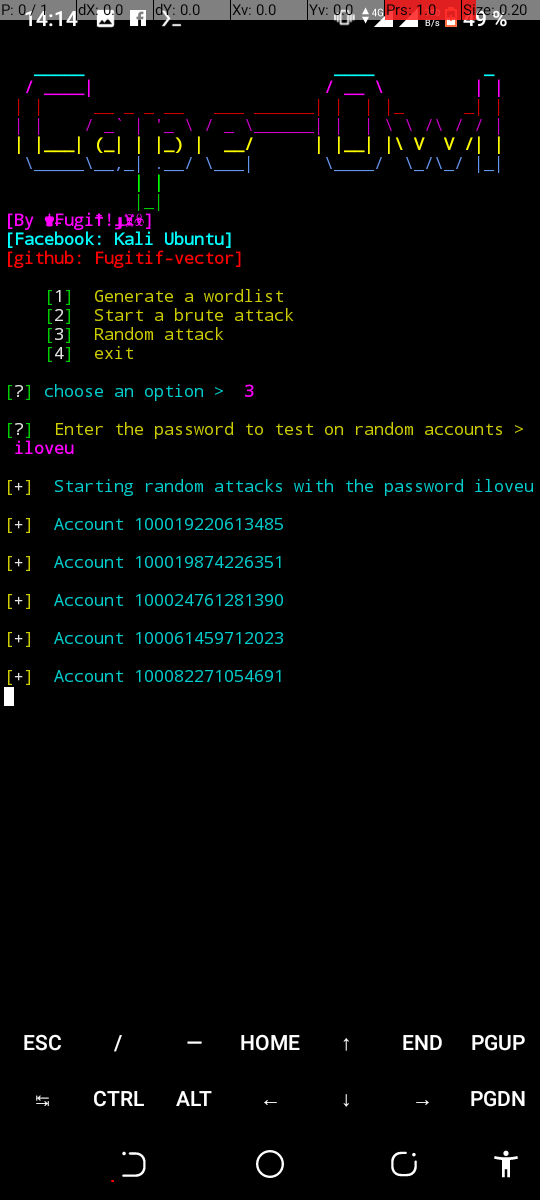 P: 0 / 1 dX: 0.0 dY: 0.0 Xv: 0.0 Yv: 0.0 Prs: 1.0 Size: 0.20
14:14 4G B/s 49 %
Cape-Owl
[github: Fugitif-vector]
[Facebook: Kali Ubuntu]
[1] Generate a wordlist
[2] Start a brute attack
[3] Random attack
[4] exit
[?] choose an option > 3
[?] Enter the password to test on random accounts >
iloveu
[+] Starting random attacks with the password iloveu
[+] Account 100019220613485
[+] Account 100019874226351
[+] Account 100024761281390
[+] Account 100061459712023
[+] Account 100082271054691
ESC / — HOME ↑ END PGUP
↹ CTRL ALT ← ↓ → PGDN